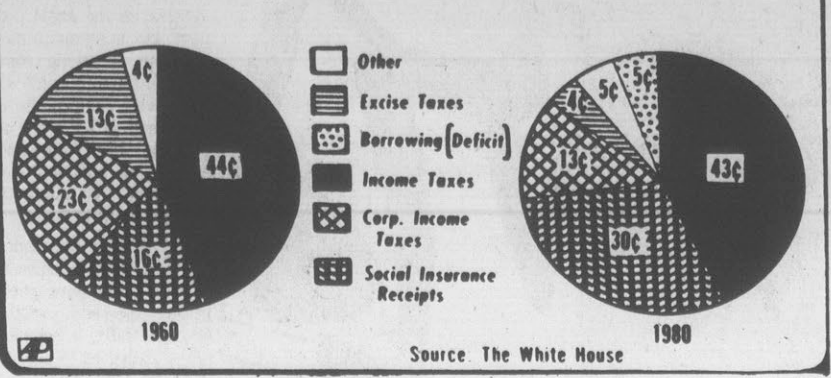 4¢
13¢
44¢
23¢
16¢
1960
Other
Excise Taxes
Borrowing [Deficit]
Income Taxes
Corp. Income
Taxes
Social Insurance
Receipts
5¢
5¢
4¢
13¢
43¢
30¢
1980
AP
Source: The White House